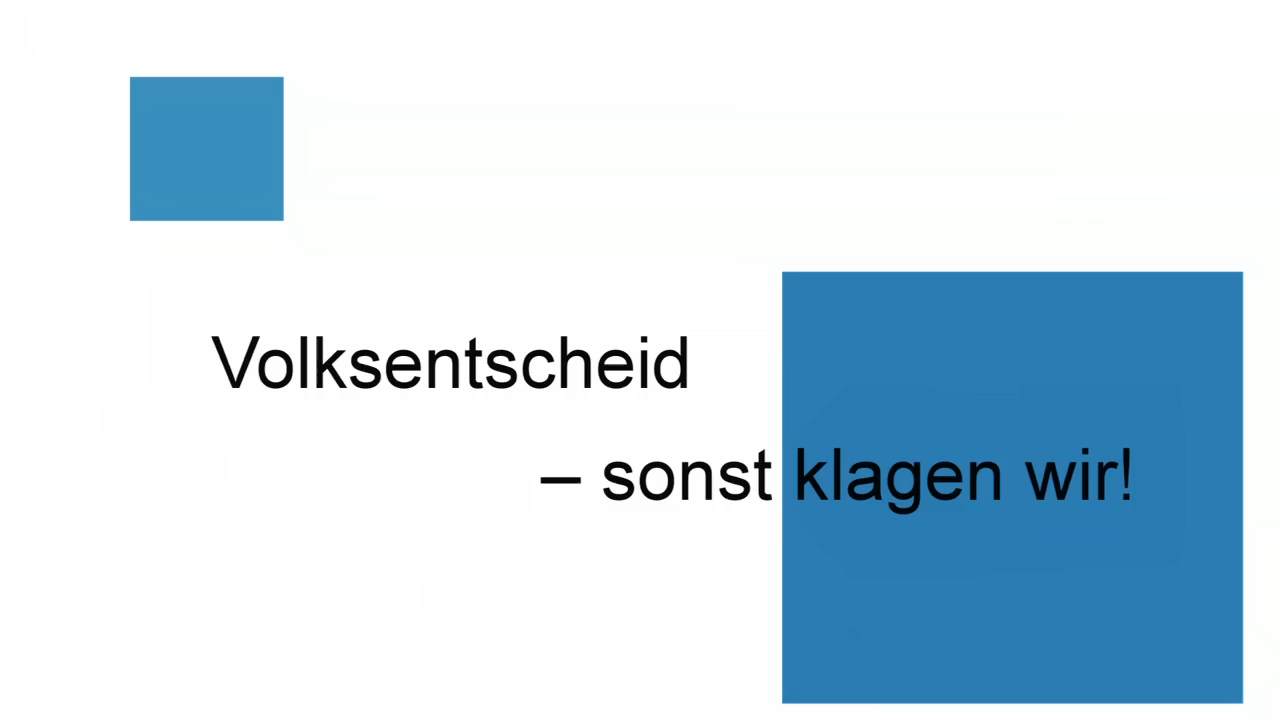 Volksentscheid
– sonst klagen wir!